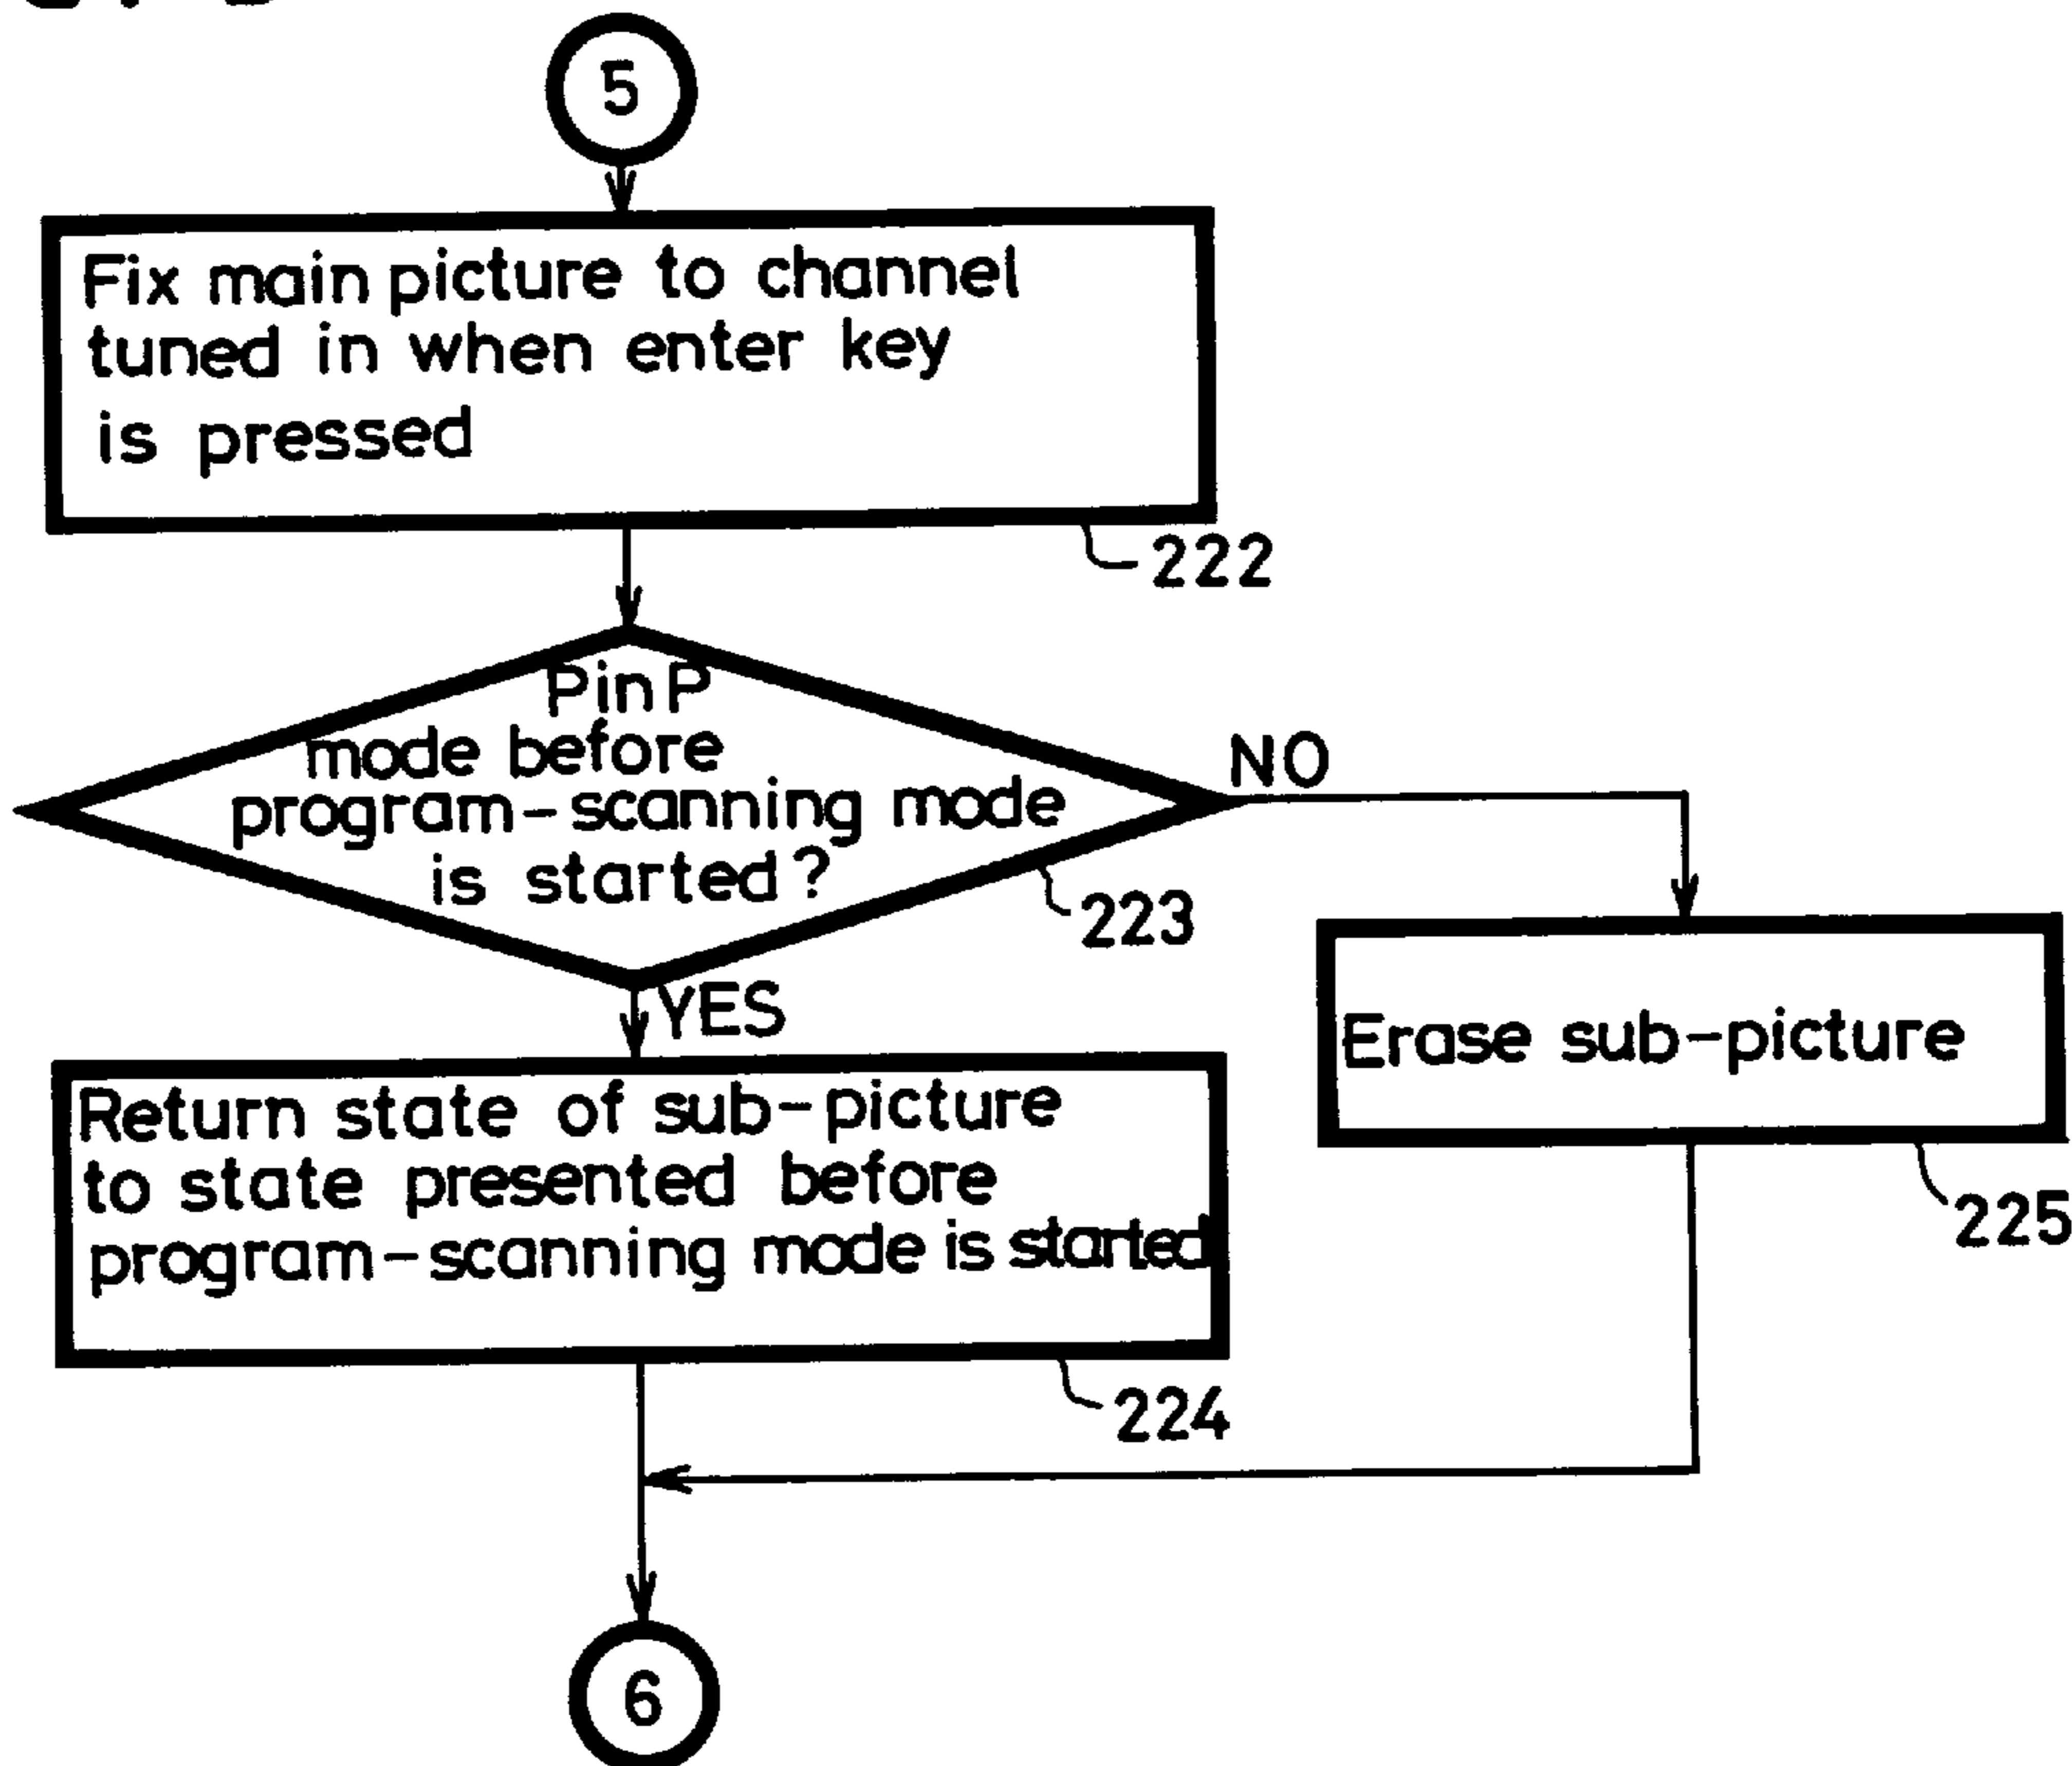 5
Fix main picture to channel
tuned in when enter key
is pressed
222
PinP
mode before
program-scanning mode
is started?
NO
223
YES
Erase sub-picture
225
Return state of sub-picture
to state presented before
program-scanning mode is started
224
6